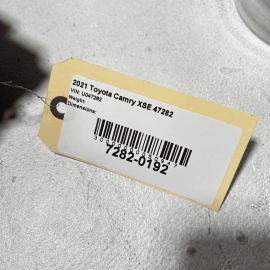 2021 Toyota Camry XSE 47282
VIN: U047282
Weight:
Dimensions:
7282-0192